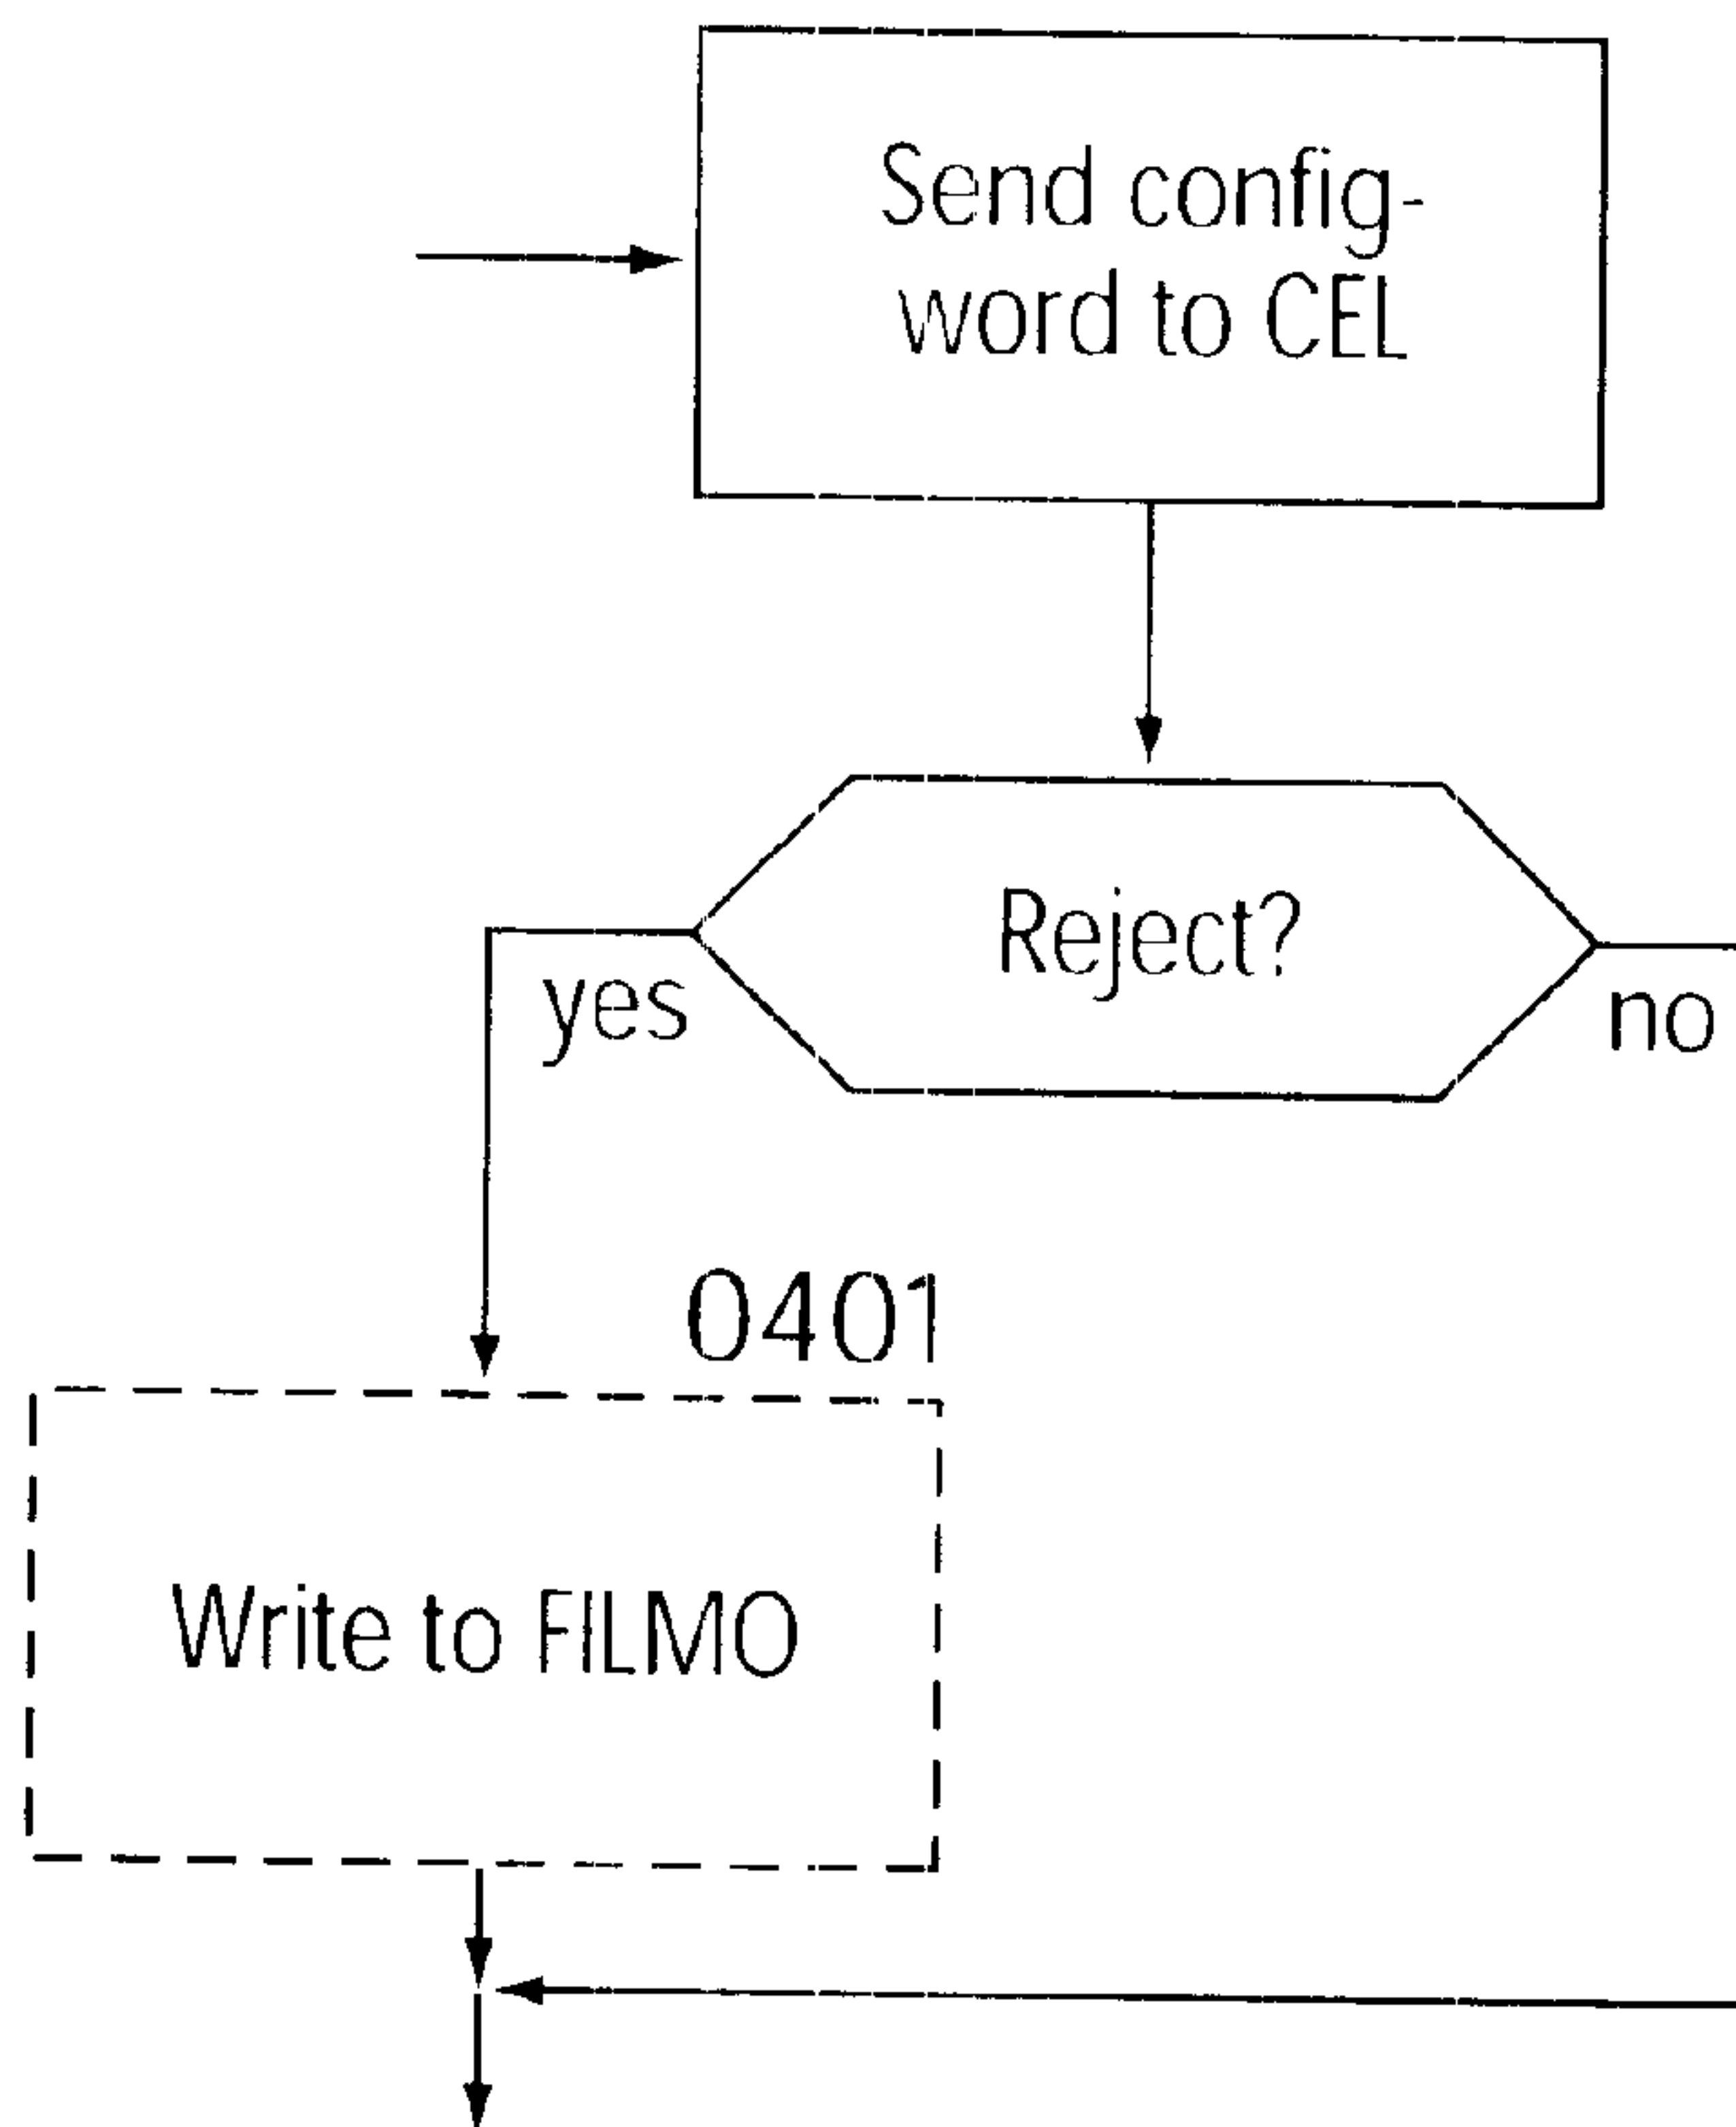 Send config-
word to CEL
Reject?
yes
no
0401
Write to FILMO